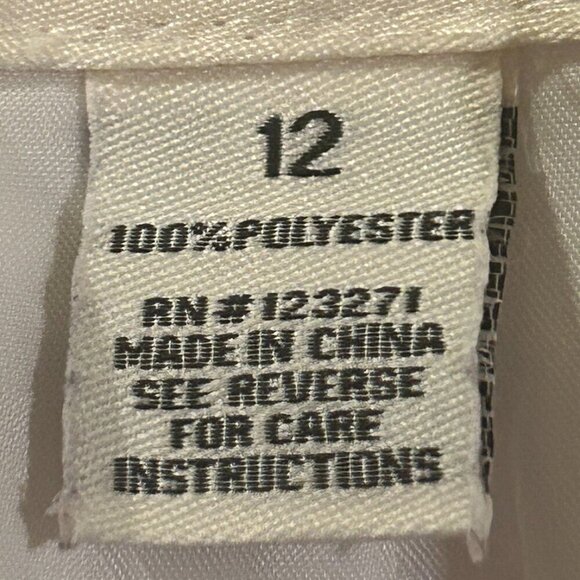 12
100%POLYESTER
RN#123271
MADE IN CHINA
SEE REVERSE
FOR CARE
INSTRUCTIONS